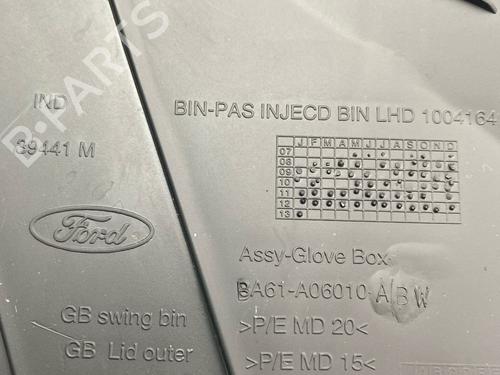 IND
39441 M
Ford
GB swing bin
GB Lid outer
BIN-PAS INJECD BIN LHD 1004164
J F M A M J J A S O N D
07
08
09
10
11
12
13
Assy-Glove Box
BA61-A06010-A B W
>P/E MD 20<
>P/E MD 15<
B-PARTS